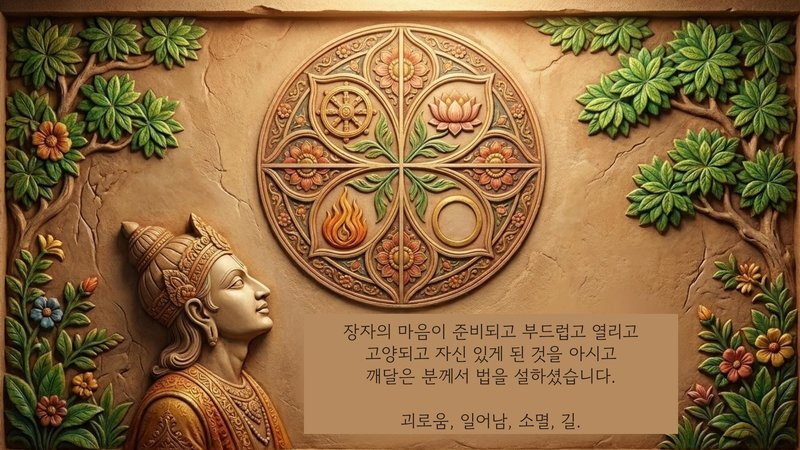 장자의 마음이 준비되고 부드럽고 열리고
고양되고 자신 있게 된 것을 아시고
깨달은 분께서 법을 설하셨습니다.
괴로움, 일어남, 소멸, 길.